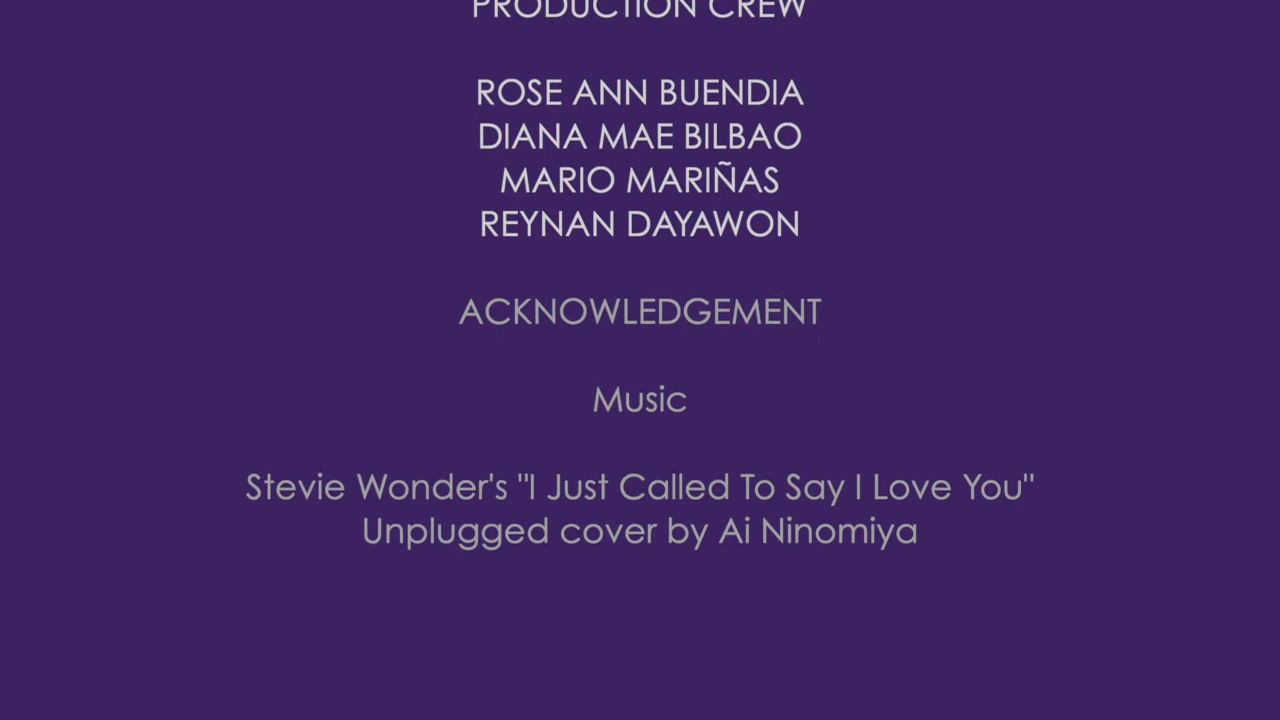 PRODUCTION CREW
ROSE ANN BUENDIA
DIANA MAE BILBAO
MARIO MARIÑAS
REYNAN DAYAWON
ACKNOWLEDGEMENT
Music
Stevie Wonder's "I Just Called To Say I Love You"
Unplugged cover by Ai Ninomiya